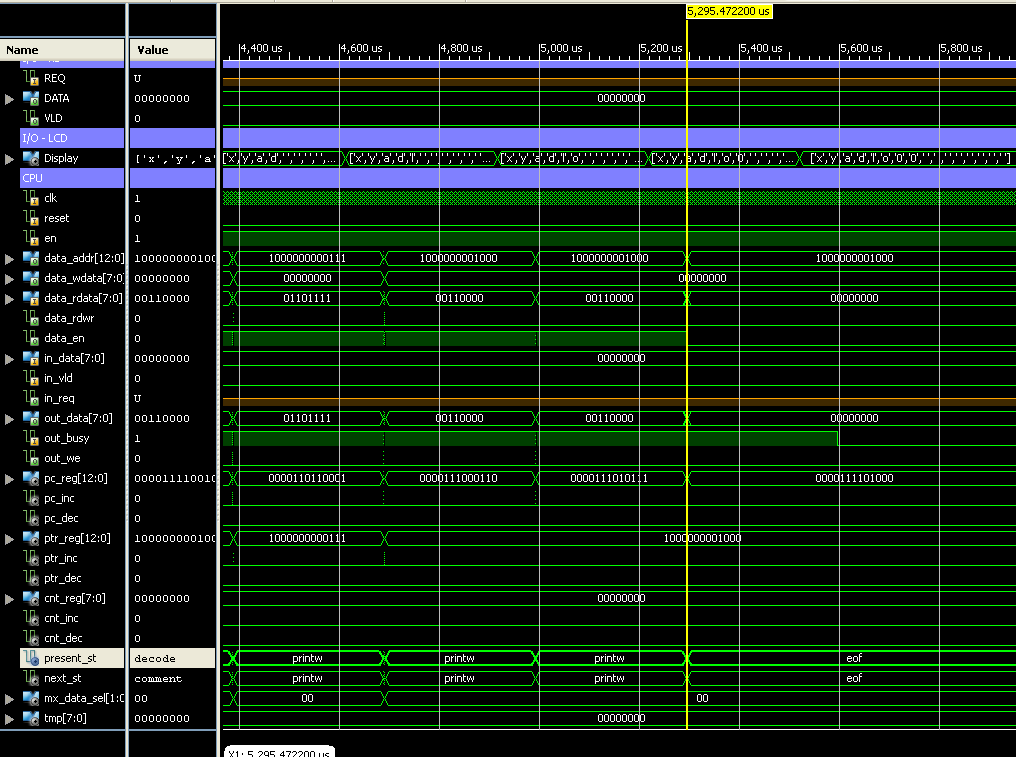 5,295.472200 us
Name Value 4,400 us 4,600 us 4,800 us 5,000 us 5,200 us 5,400 us 5,600 us 5,800 us
REQ U
DATA 00000000 00000000
VLD 0
I/O - LCD
Display ['x','y','a' ['x','y','a','d',' ',' ',' ',' ',' ',... ['x','y','a','d','l',' ',' ',' ',' ',' ',... ['x','y','a','d','l','o',' ',' ',' ',' ',... ['x','y','a','d','l','o','0',' ',' ',' ',... ['x','y','a','d','l','o','0','0',' ',' ',' ',' ',' ',' ',' ',' ']
CPU
clk 1
reset 0
en 1
data_addr[12:0] 100000000100 1000000000111 1000000001000 1000000001000 1000000001000
data_wdata[7:0] 00000000 00000000 00000000
data_rdata[7:0] 00110000 01101111 00110000 00110000 00000000
data_rdwr 0
data_en 0
in_data[7:0] 00000000 00000000
in_vld 0
in_req U
out_data[7:0] 00110000 01101111 00110000 00110000 00000000
out_busy 1
out_we 0
pc_reg[12:0] 000011110010 0000110110001 0000111000110 0000111010111 0000111101000
pc_inc 0
pc_dec 0
ptr_reg[12:0] 100000000100 1000000000111 1000000001000
ptr_inc 0
ptr_dec 0
cnt_reg[7:0] 00000000 00000000
cnt_inc 0
cnt_dec 0
present_st decode printw printw printw eof
next_st comment printw printw printw eof
mx_data_sel[1:0 00 00 00
tmp[7:0] 00000000 00000000
X1: 5,295.472200 us